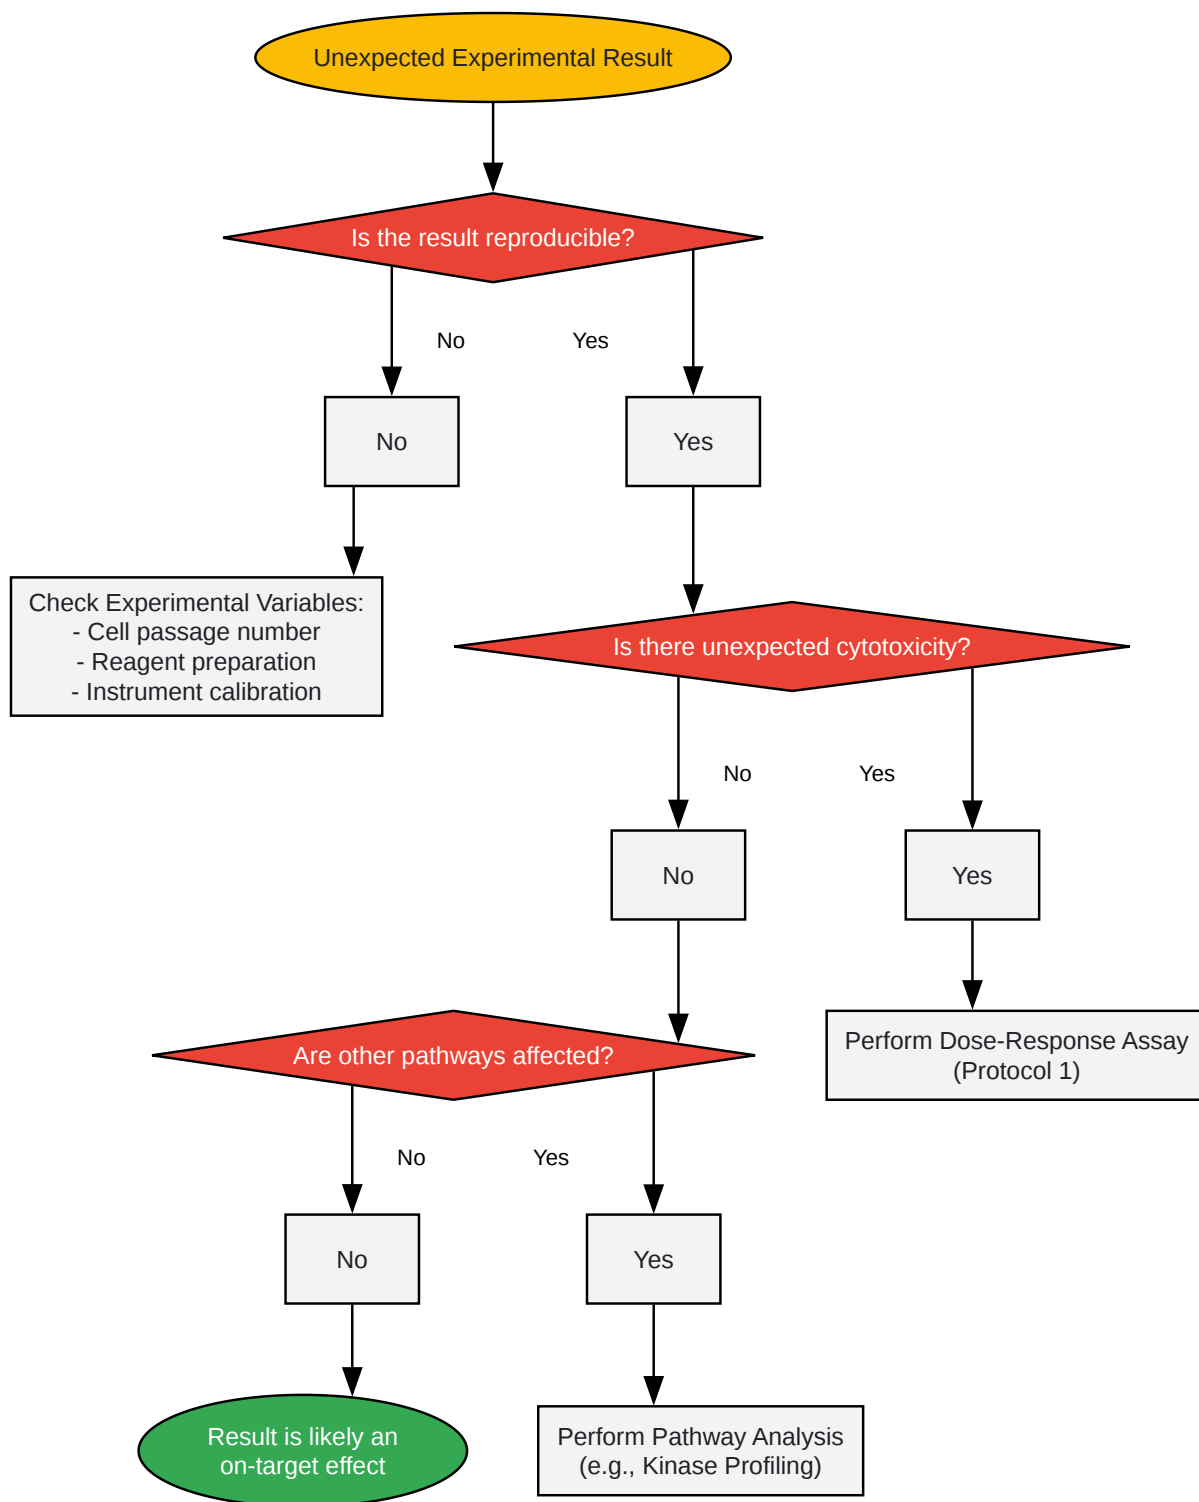 Unexpected Experimental Result
Is the result reproducible?
No
Yes
No
Yes
Check Experimental Variables:
- Cell passage number
- Reagent preparation
- Instrument calibration
Is there unexpected cytotoxicity?
No
Yes
No
Yes
Perform Dose-Response Assay
(Protocol 1)
Are other pathways affected?
No
Yes
No
Yes
Result is likely an
on-target effect
Perform Pathway Analysis
(e.g., Kinase Profiling)